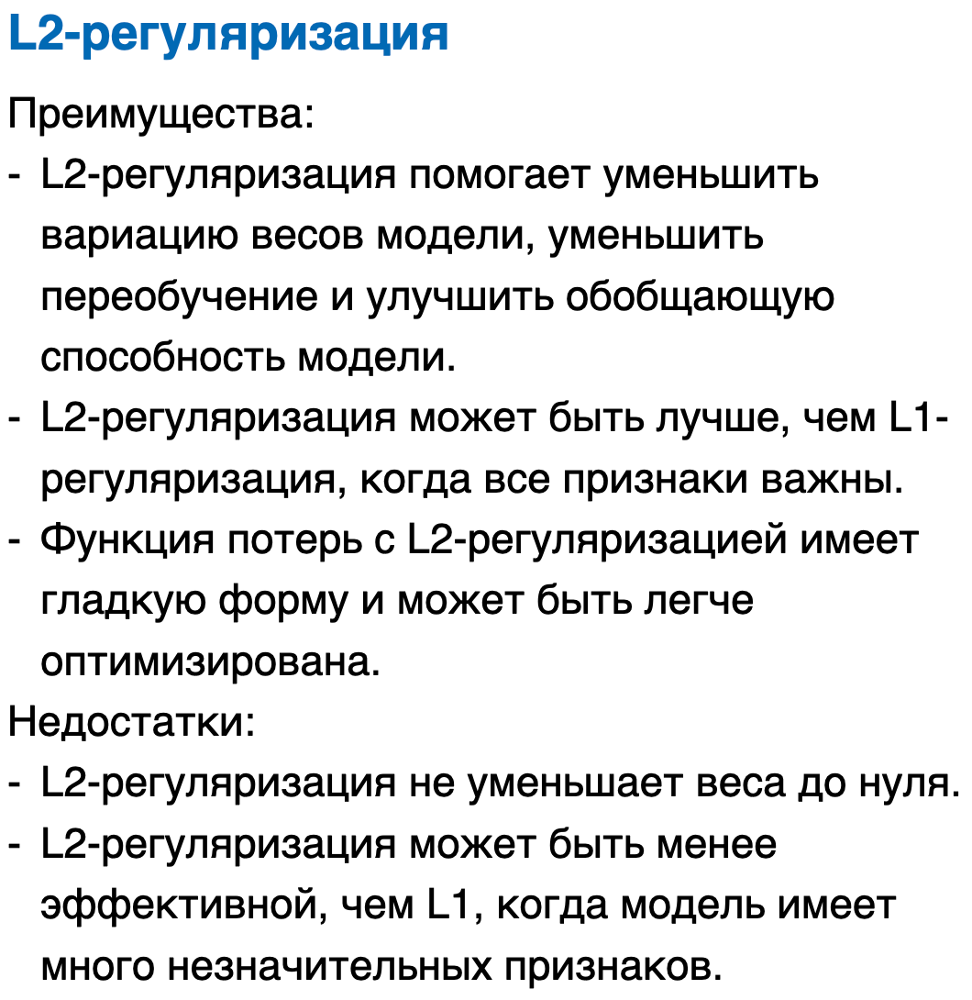 L2-регуляризация
Преимущества:
- L2-регуляризация помогает уменьшить
вариацию весов модели, уменьшить
переобучение и улучшить обобщающую
способность модели.
- L2-регуляризация может быть лучше, чем L1-
регуляризация, когда все признаки важны.
- Функция потерь с L2-регуляризацией имеет
гладкую форму и может быть легче
оптимизирована.
Недостатки:
- L2-регуляризация не уменьшает веса до нуля.
- L2-регуляризация может быть менее
эффективной, чем L1, когда модель имеет
много незначительных признаков.